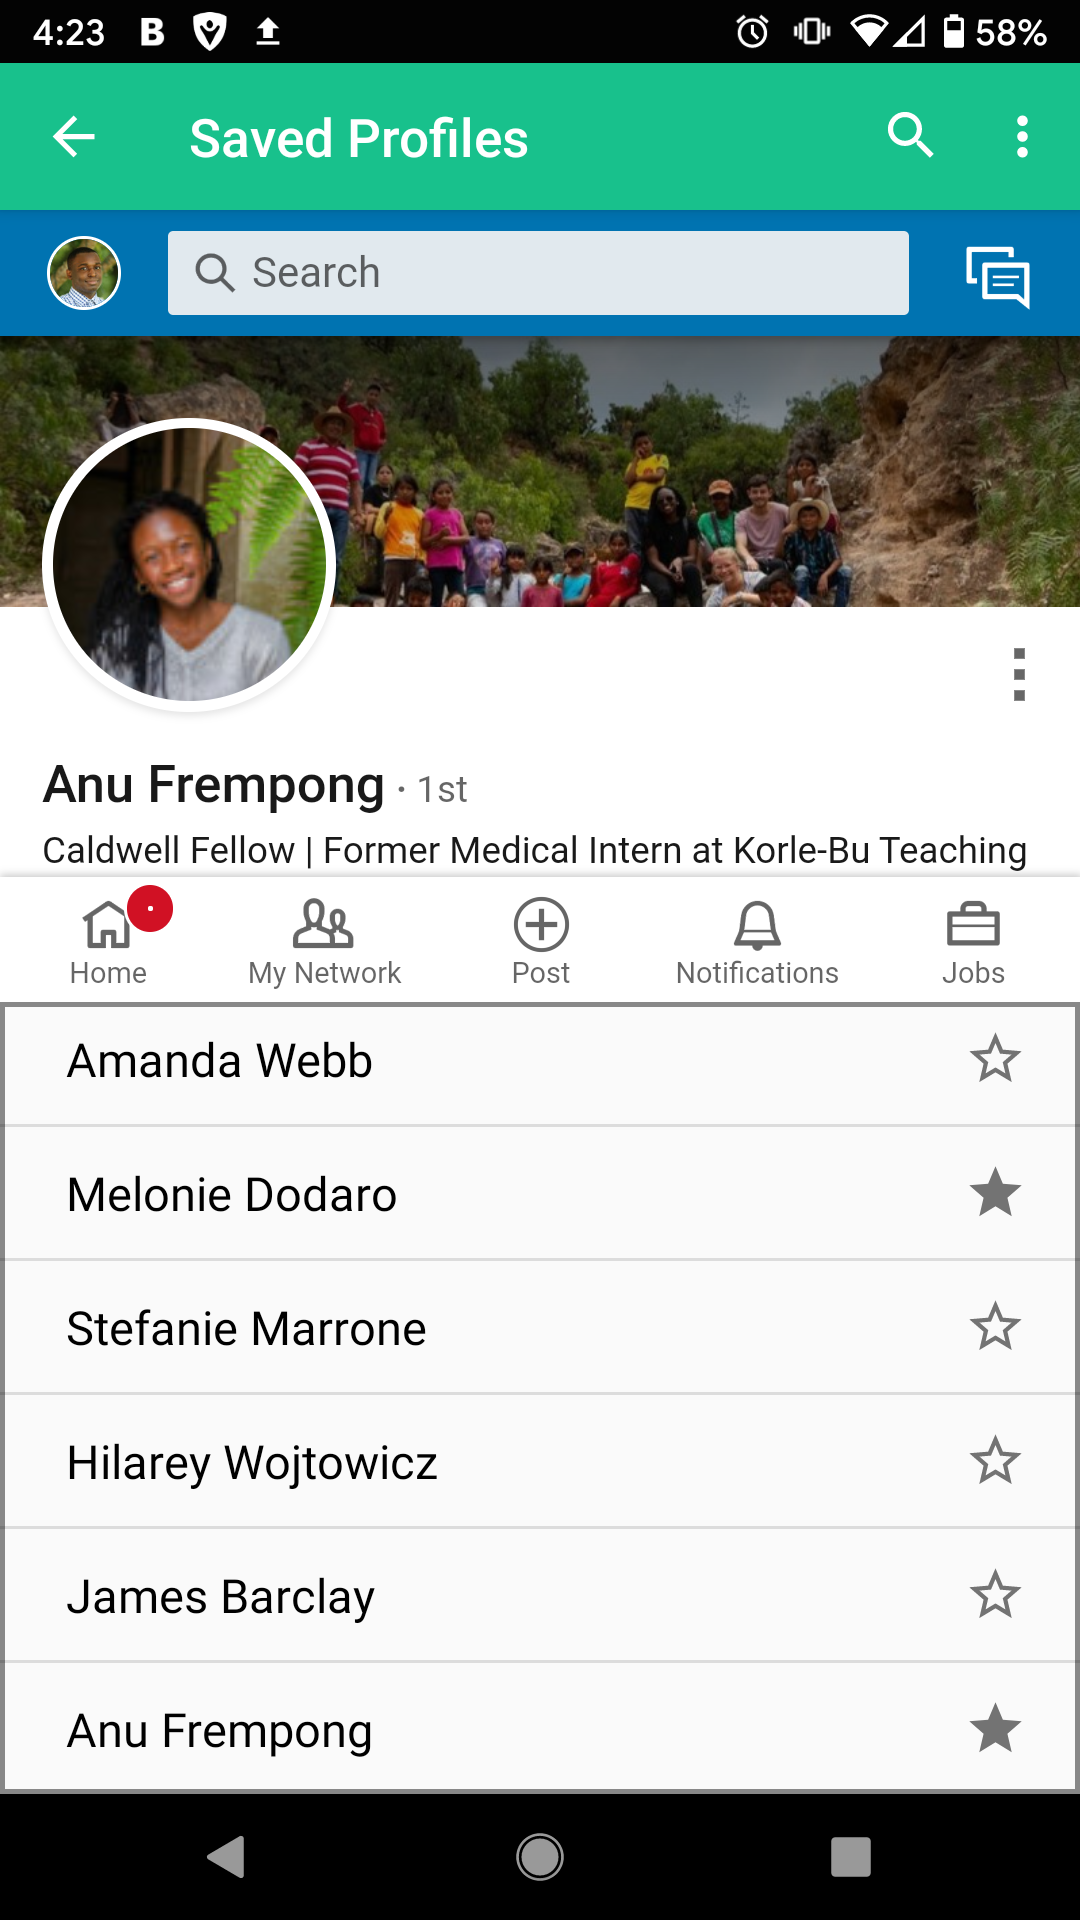 4:23 B 58%
Saved Profiles
Search
Anu Frempong · 1st
Caldwell Fellow | Former Medical Intern at Korle-Bu Teaching
Home My Network Post Notifications Jobs
Amanda Webb
Melonie Dodaro
Stefanie Marrone
Hilarey Wojtowicz
James Barclay
Anu Frempong